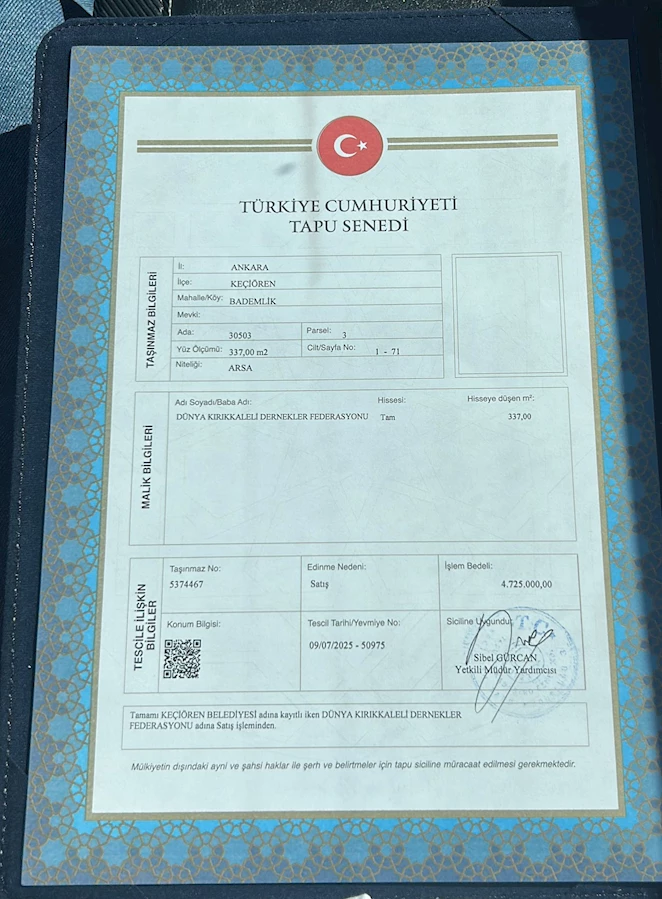 TÜRKİYE CUMHURİYETİ
TAPU SENEDİ
TAŞINMAZ BİLGİLERİ
İl: ANKARA
İlçe: KEÇİÖREN
Mahalle/Köy: BADEMLİK
Mevki:
Ada: 30503 Parsel: 3
Yüz Ölçümü: 337,00 m2 Cilt/Sayfa No: 1 - 71
Niteliği: ARSA
MALİK BİLGİLERİ
Adı Soyadı/Baba Adı: Hissesi: Hisseye düşen m²:
DÜNYA KIRIKKALELİ DERNEKLER FEDERASYONU Tam 337,00
TESCİLE İLİŞKİN
BİLGİLER
Taşınmaz No: Edinme Nedeni: İşlem Bedeli:
5374467 Satış 4.725.000,00
Konum Bilgisi: Tescil Tarihi/Yevmiye No: Siciline Uygundur
09/07/2025 - 50975
T.C.
Sibel GÜRCAN
Yetkili Müdür Yardımcısı
Tamamı KEÇİÖREN BELEDİYESİ adına kayıtlı iken DÜNYA KIRIKKALELİ DERNEKLER
FEDERASYONU adına Satış işleminden.
Mülkiyetin dışındaki ayni ve şahsi haklar ile şerh ve belirtmeler için tapu siciline müracaat edilmesi gerekmektedir.